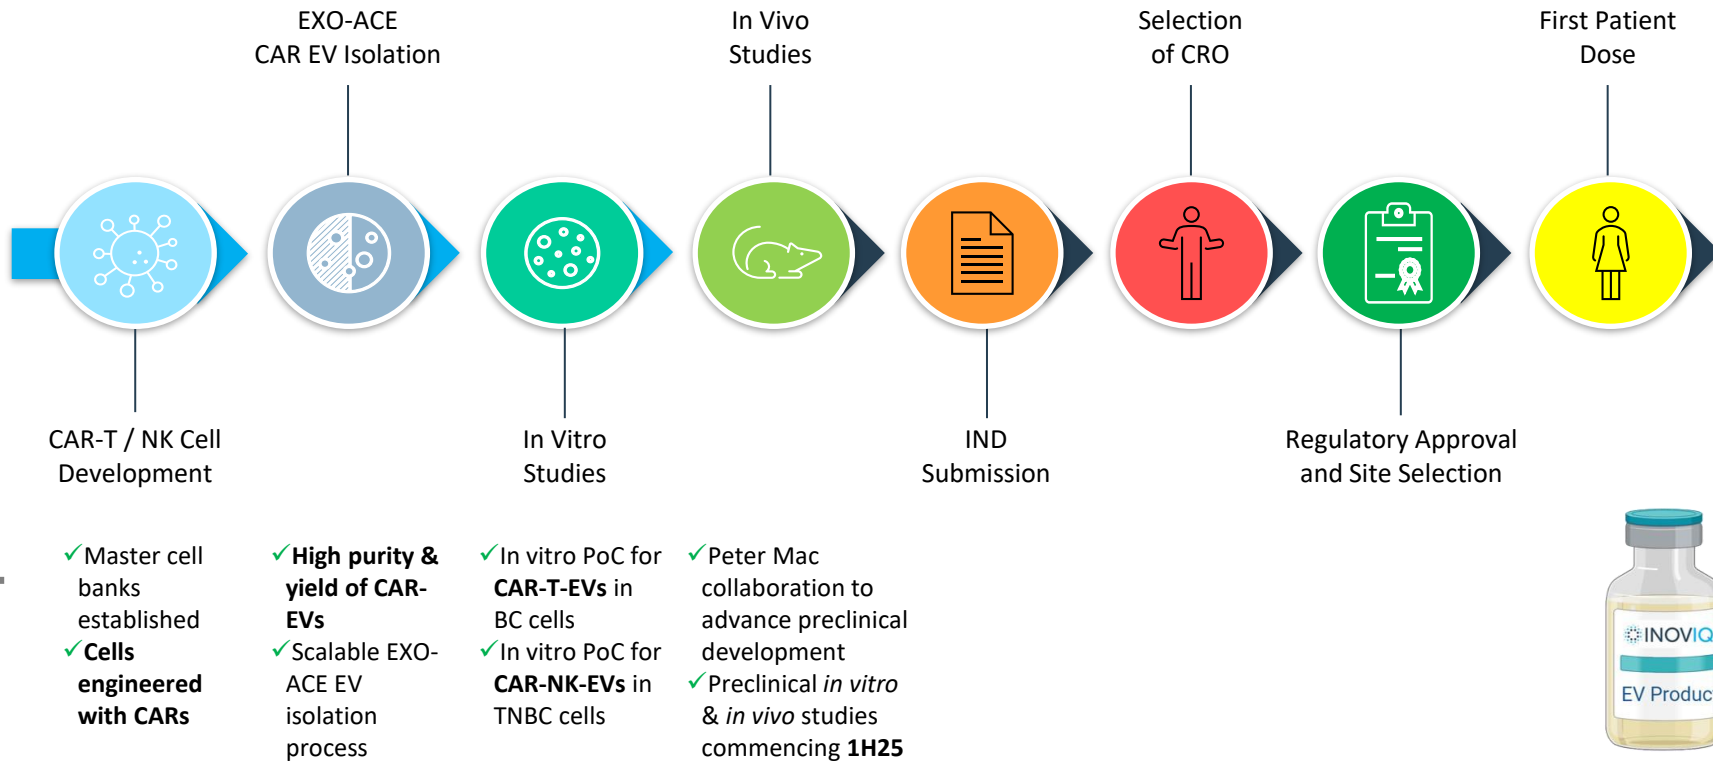 EXO-ACE
CAR EV Isolation
In Vivo
Studies
Selection
of CRO
First Patient
Dose
CAR-T / NK Cell
Development
In Vitro
Studies
IND
Submission
Regulatory Approval
and Site Selection
✓Master cell
banks
established
✓Cells
engineered
with CARs
✓High purity &
yield of CAR-
EVs
✓Scalable EXO-
ACE EV
isolation
process
✓In vitro PoC for
CAR-T-EVs in
BC cells
✓In vitro PoC for
CAR-NK-EVs in
TNBC cells
✓Peter Mac
collaboration to
advance preclinical
development
✓Preclinical in vitro
& in vivo studies
commencing 1H25
INOVIQ
EV Product